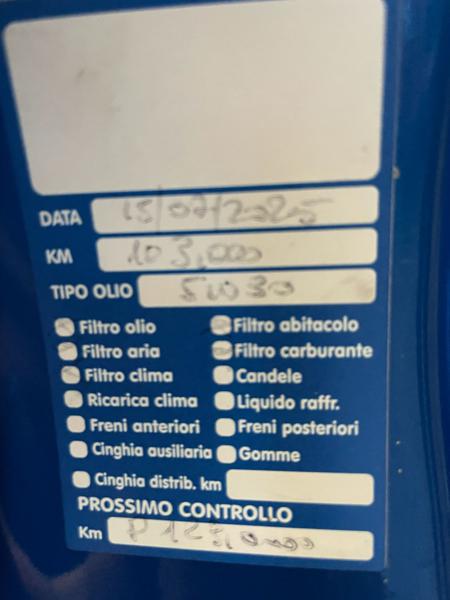 DATA 15/07/2025
KM 103,000
TIPO OLIO 5W30
Filtro olio Filtro abitacolo
Filtro aria Filtro carburante
Filtro clima Candele
Ricarica clima Liquido raffr.
Freni anteriori Freni posteriori
Cinghia ausiliaria Gomme
Cinghia distrib. km
PROSSIMO CONTROLLO
Km